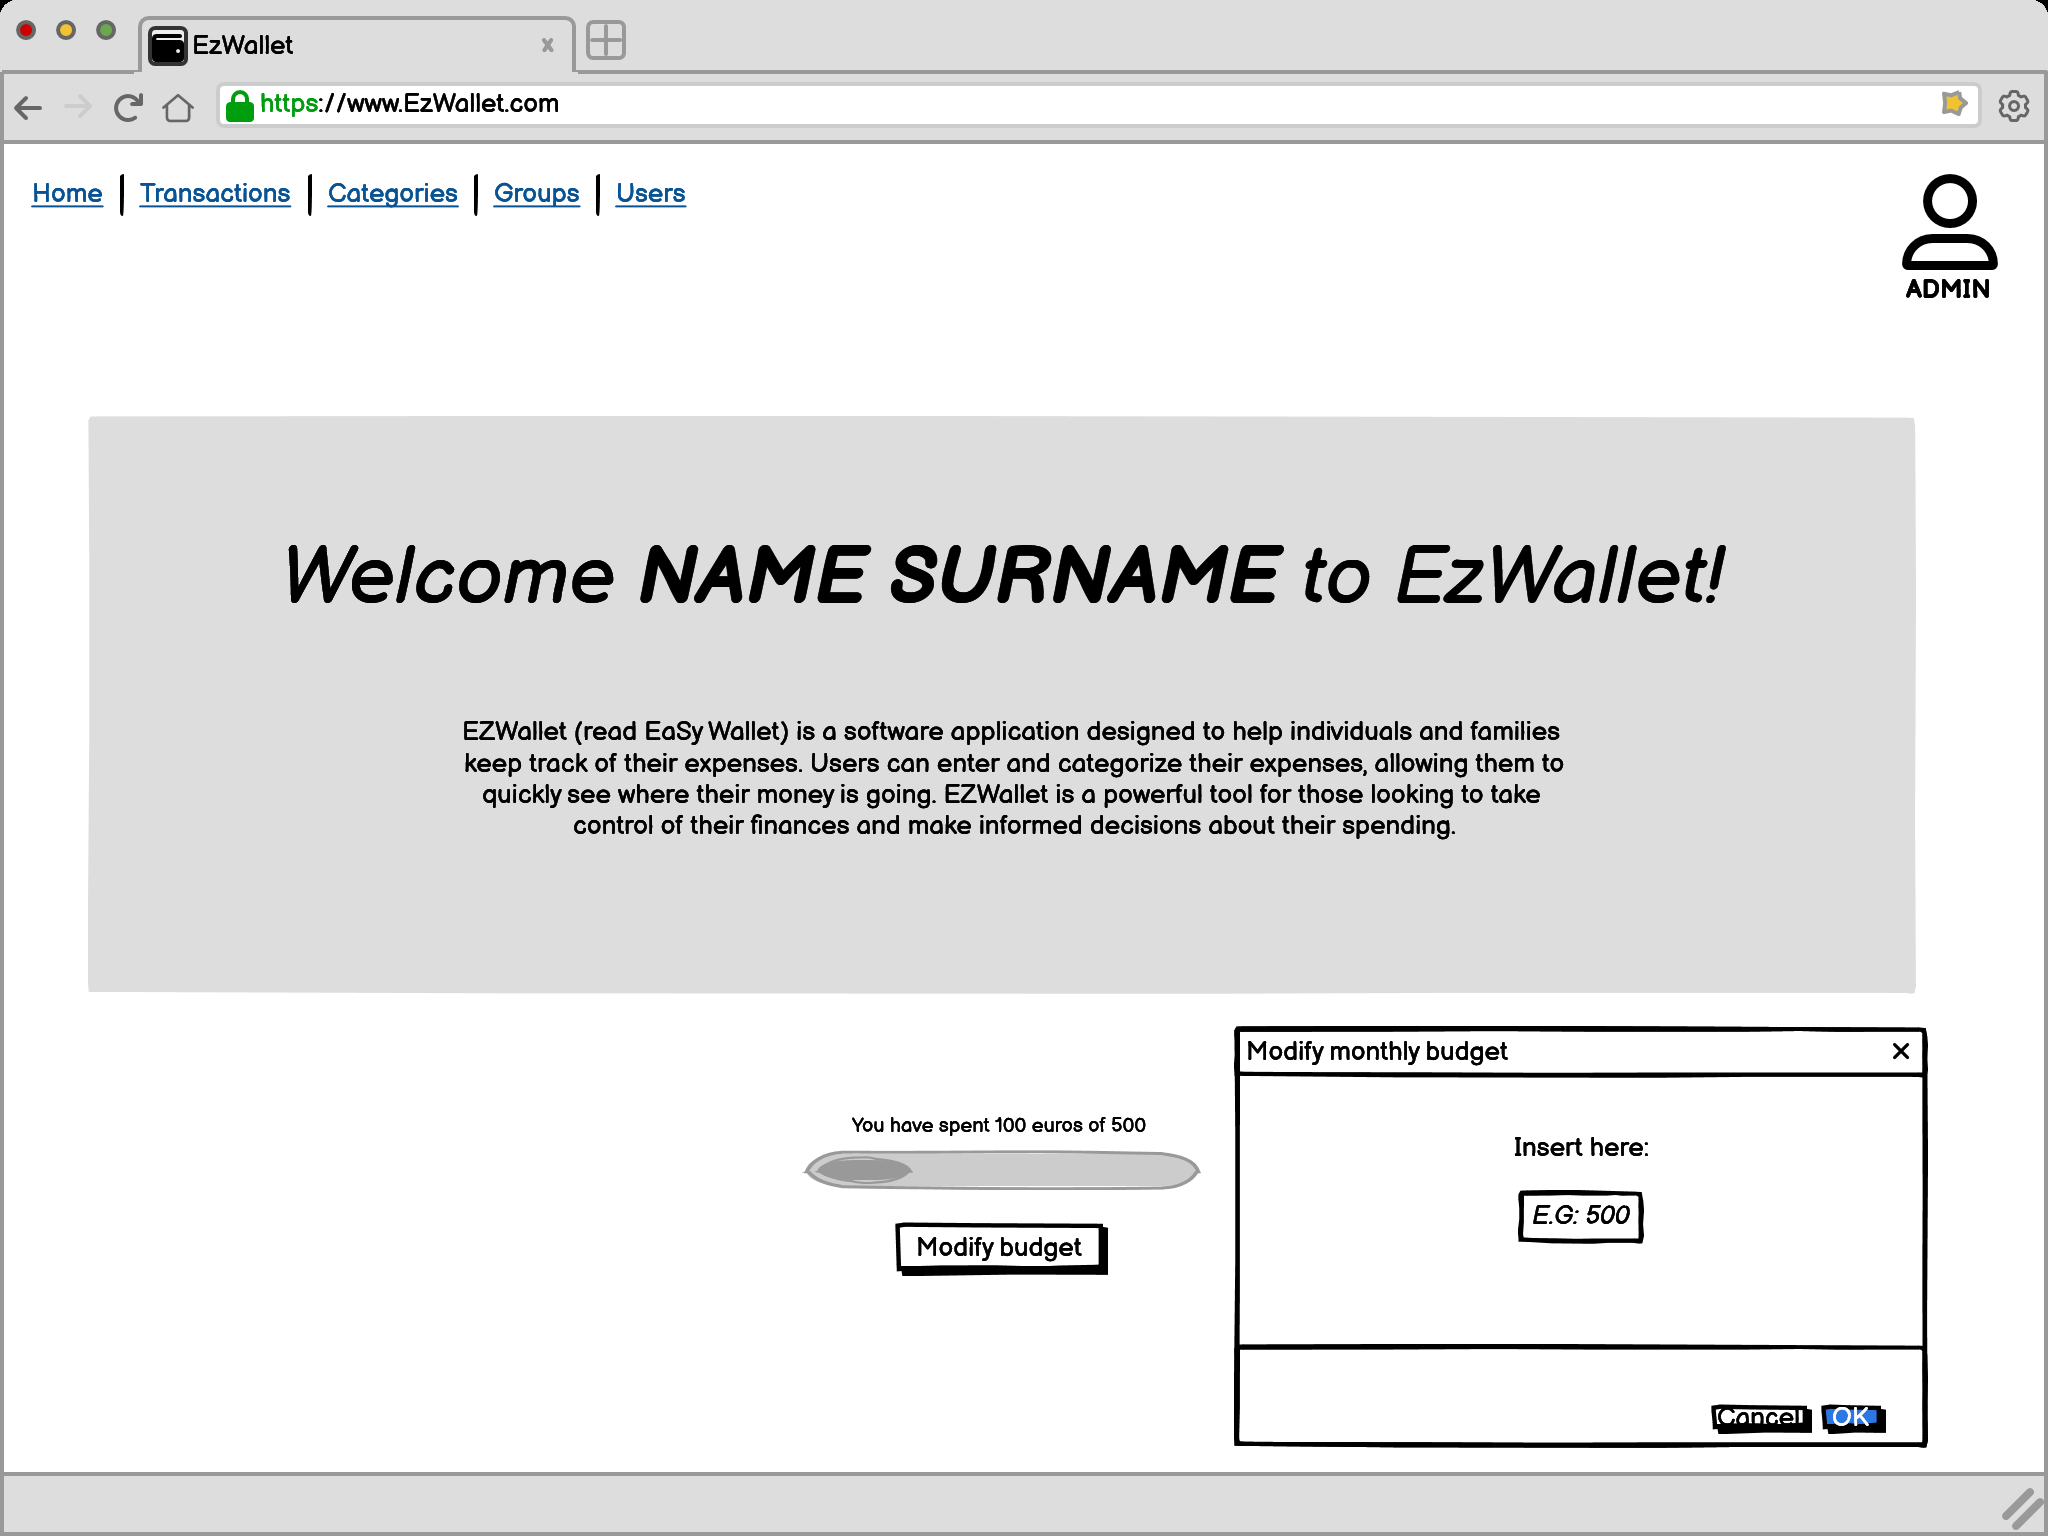 EzWallet
https://www.EzWallet.com
Home
Transactions
Categories
Groups
Users
ADMIN
Welcome NAME SURNAME to EzWallet!
EZWallet (read EaSy Wallet) is a software application designed to help individuals and families
keep track of their expenses. Users can enter and categorize their expenses, allowing them to
quickly see where their money is going. EZWallet is a powerful tool for those looking to take
control of their finances and make informed decisions about their spending.
You have spent 100 euros of 500
Modify budget
Modify monthly budget
Insert here:
E.G: 500
Cancel
OK